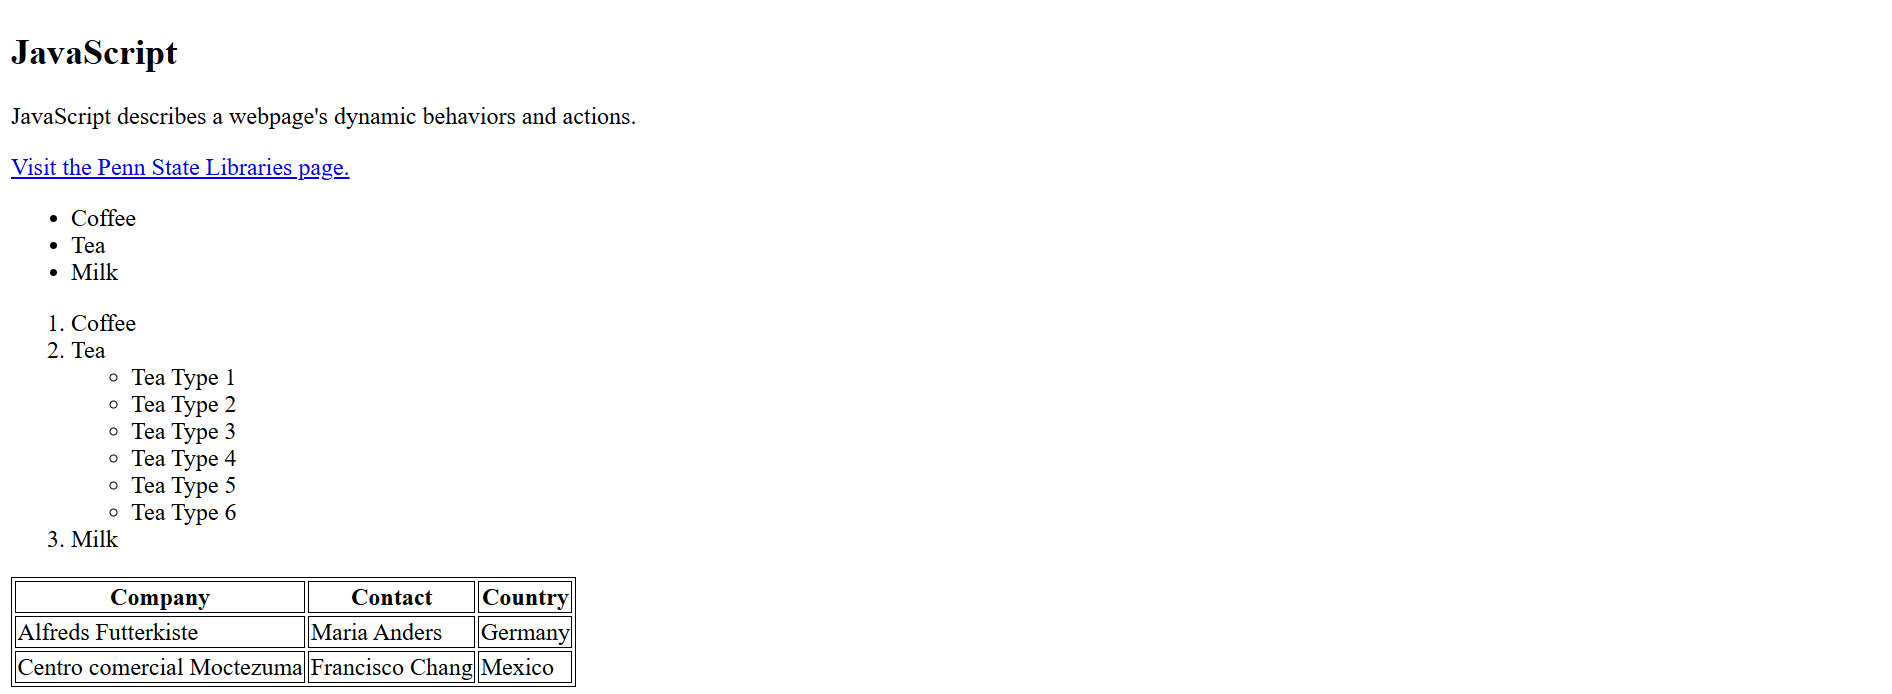 JavaScript
JavaScript describes a webpage's dynamic behaviors and actions.
Visit the Penn State Libraries page.
• Coffee
• Tea
• Milk
1. Coffee
2. Tea
◦ Tea Type 1
◦ Tea Type 2
◦ Tea Type 3
◦ Tea Type 4
◦ Tea Type 5
◦ Tea Type 6
3. Milk
Company Contact Country
Alfreds Futterkiste Maria Anders Germany
Centro comercial Moctezuma Francisco Chang Mexico